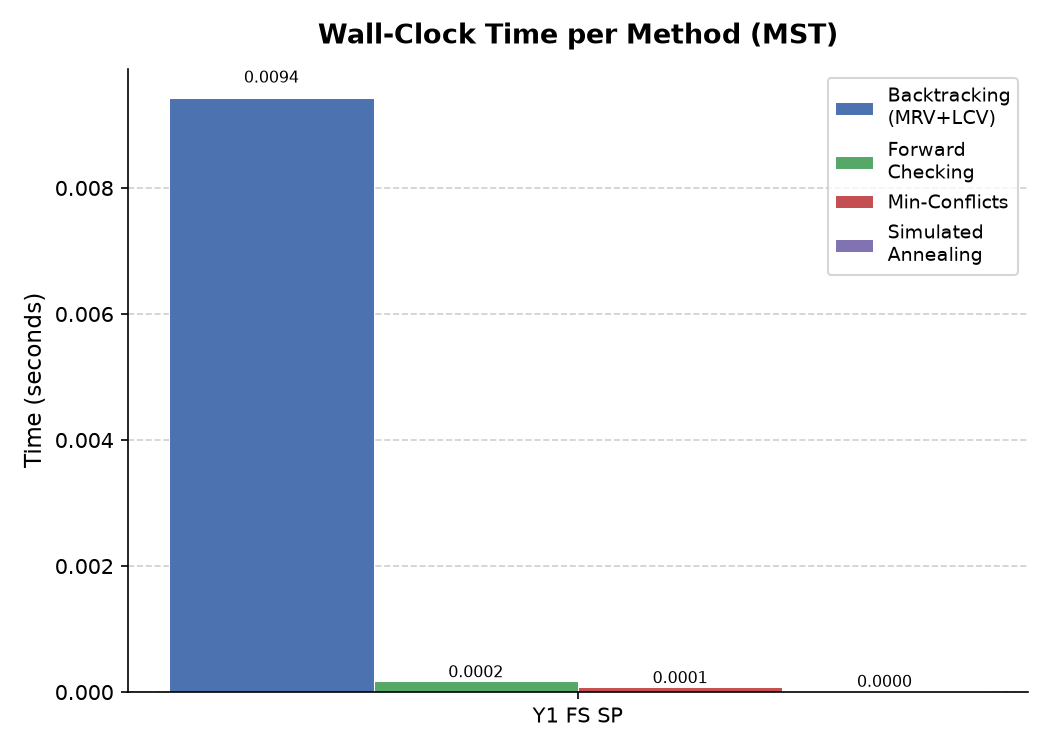 Wall-Clock Time per Method (MST)
0.0094
Backtracking
(MRV+LCV)
Forward
Checking
Min-Conflicts
Simulated
Annealing
Time (seconds)
0.008
0.006
0.004
0.002
0.000
0.0002
0.0001
0.0000
Y1 FS SP